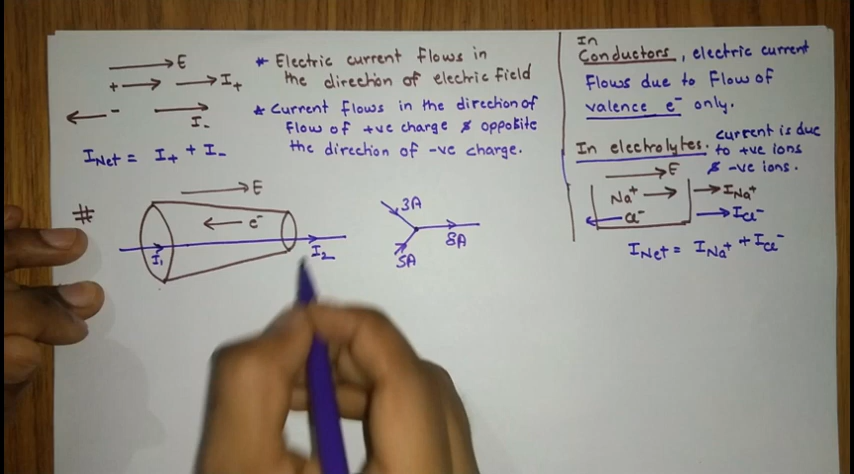 E
+ I+
-
I-
INet = I+ + I-
* Electric current flows in
the direction of electric field
* Current flows in the direction of
flow of +ve charge & oppotite
the direction of -ve charge.
In
Conductors, electric current
flows due to flow of
valence e- only.
In electrolytes. current is due
to +ve ions
& -ve ions.
E
Na+ INa+
Cl- ICl-
INet = INa+ + ICl-
#
E
e-
I1 I2
3A
8A
5A